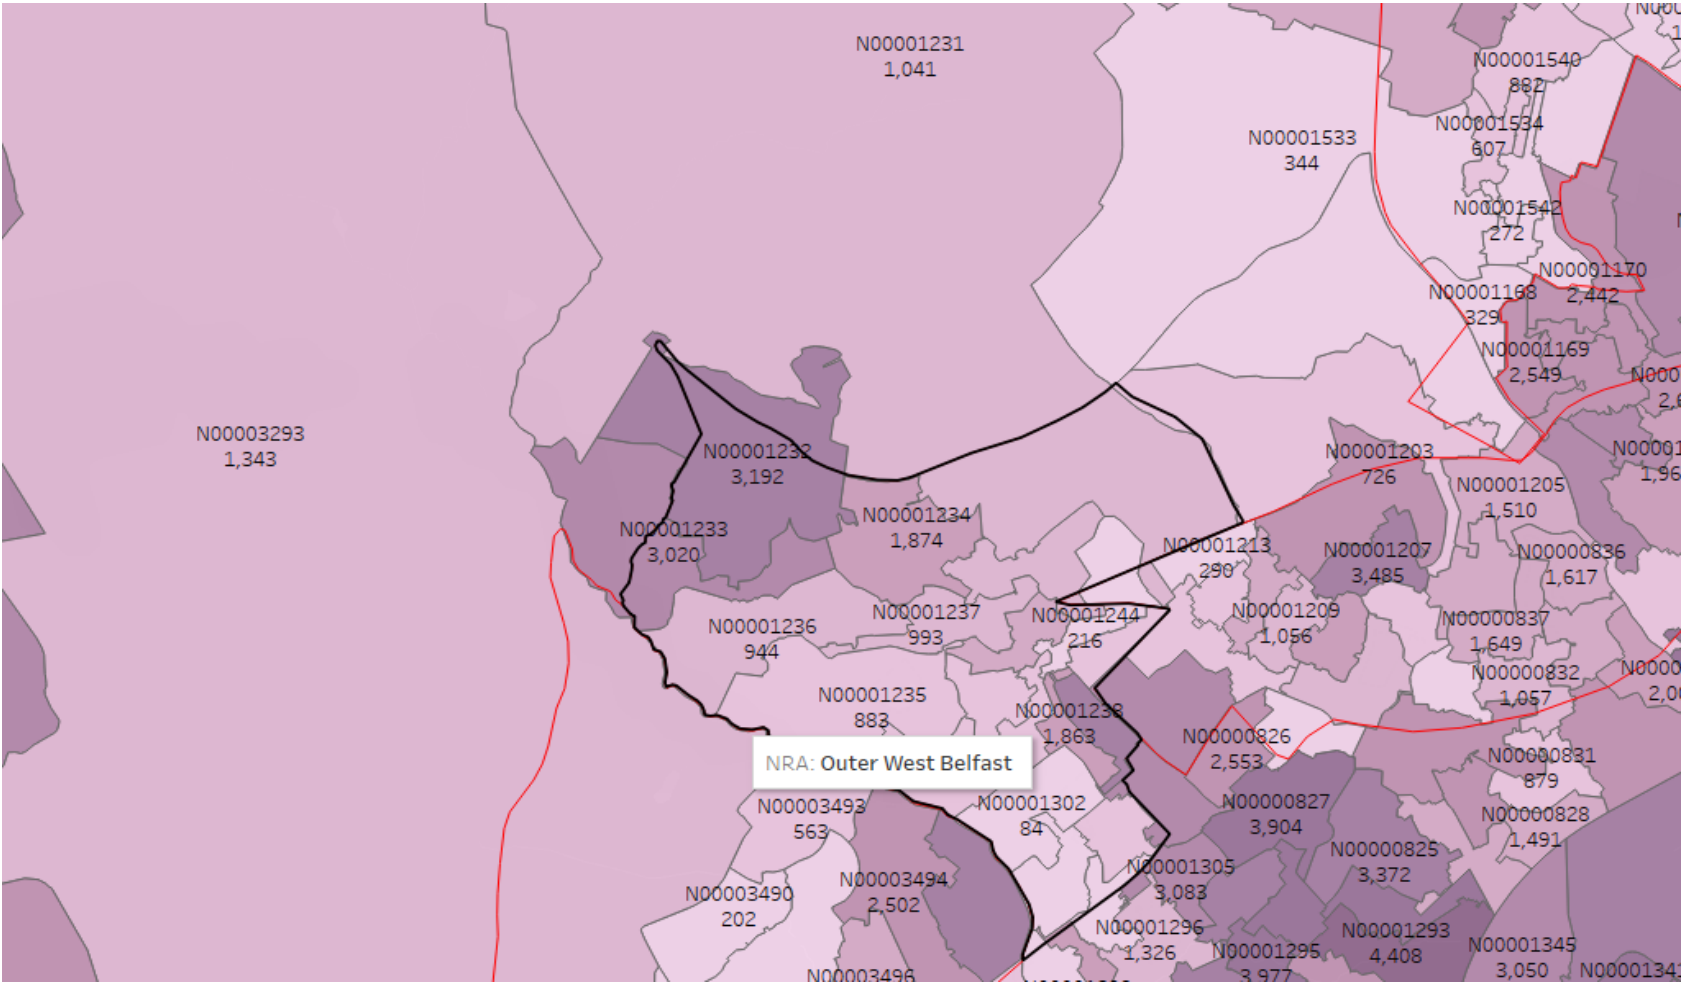 N00001231
1,041
N00001540
882
N00001534
607
N00001533
344
N00001542
272
N00001170
2,442
N00001168
329
N00001169
2,549
N00003293
1,343
N00001232
3,192
N00001203
726
N00001205
1,510
N00001233
3,020
N00001234
1,874
N00001213
290
N00001207
3,485
N00000836
1,617
N00001236
944
N00001237
993
N00001244
216
N00001209
1,056
N00000837
1,649
N00000832
1,057
N00001235
883
N00001238
1,863
N00000826
2,553
NRA: Outer West Belfast
N00000831
879
N00003493
563
N00001302
84
N00000827
3,904
N00000828
1,491
N00000825
3,372
N00003490
202
N00003494
2,502
N00001305
3,083
N00001296
1,326
N00001295
3,977
N00001293
4,408
N00001345
3,050
N00003496